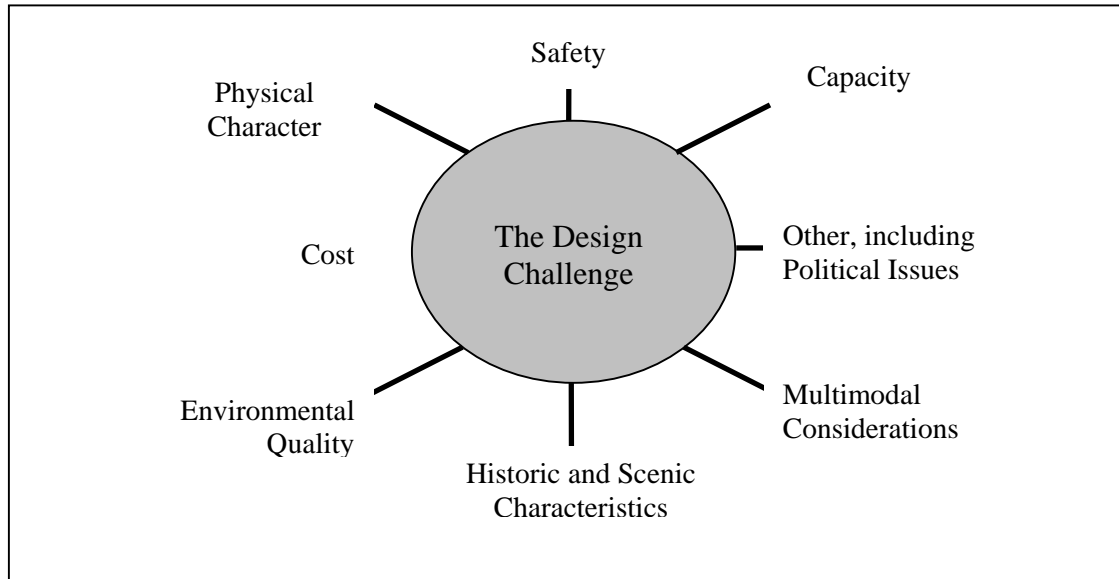 Safety
Capacity
Physical
Character
The Design
Challenge
Cost
Other, including
Political Issues
Environmental
Quality
Multimodal
Considerations
Historic and Scenic
Characteristics